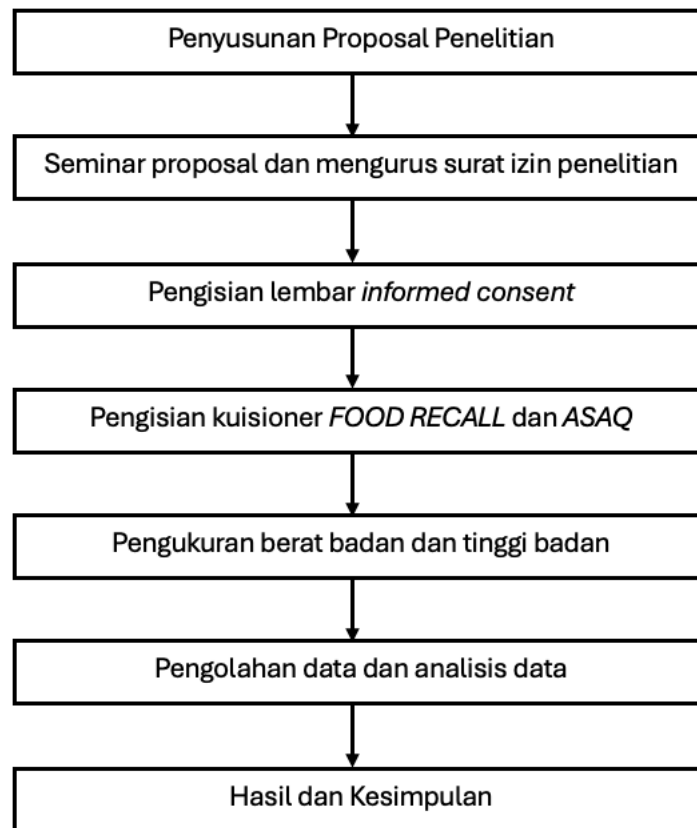 Penyusunan Proposal Penelitian
Seminar proposal dan mengurus surat izin penelitian
Pengisian lembar informed consent
Pengisian kuisioner FOOD RECALL dan ASAQ
Pengukuran berat badan dan tinggi badan
Pengolahan data dan analisis data
Hasil dan Kesimpulan